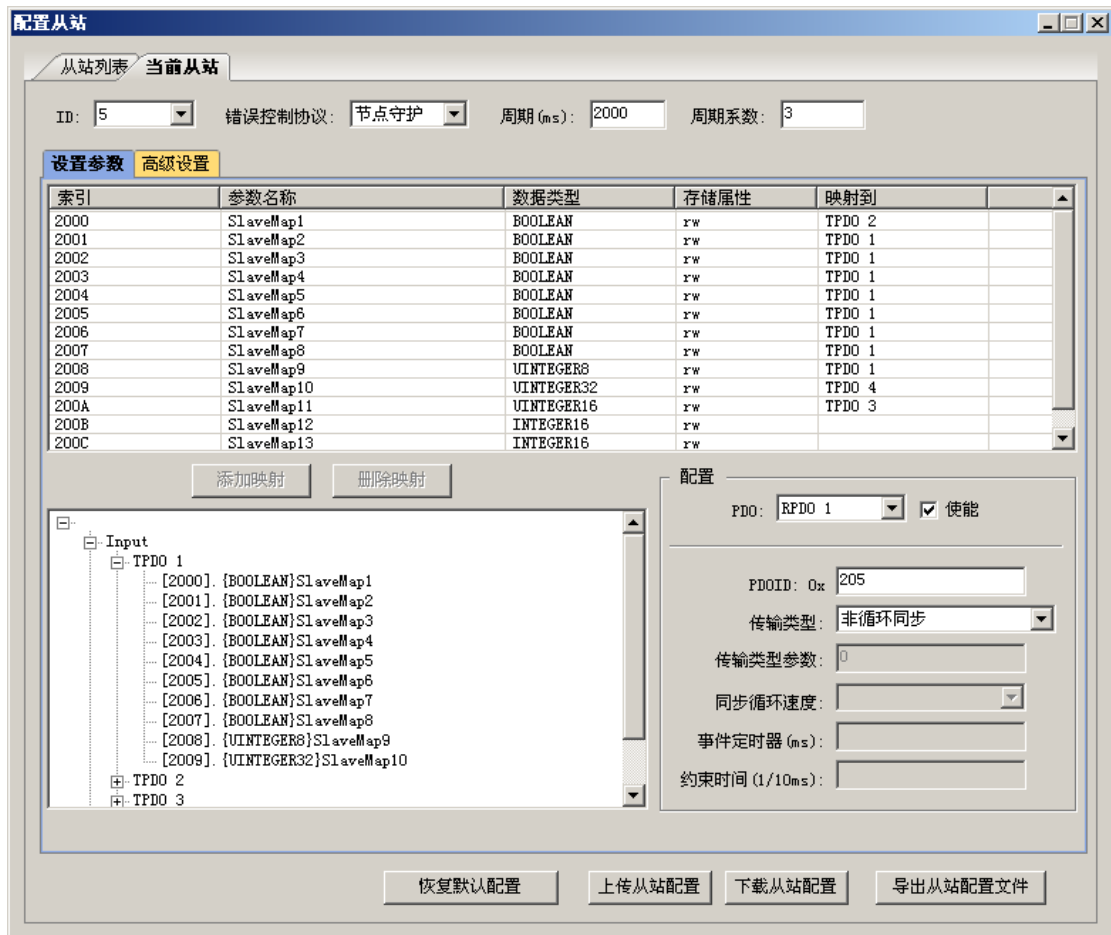 配置从站
从站列表 当前从站
ID: 5 错误控制协议: 节点守护 周期(ms): 2000 周期系数: 3
设置参数 高级设置
索引 参数名称 数据类型 存储属性 映射到
2000 SlaveMap1 BOOLEAN rw TPDO 2
2001 SlaveMap2 BOOLEAN rw TPDO 1
2002 SlaveMap3 BOOLEAN rw TPDO 1
2003 SlaveMap4 BOOLEAN rw TPDO 1
2004 SlaveMap5 BOOLEAN rw TPDO 1
2005 SlaveMap6 BOOLEAN rw TPDO 1
2006 SlaveMap7 BOOLEAN rw TPDO 1
2007 SlaveMap8 BOOLEAN rw TPDO 1
2008 SlaveMap9 UINTEGER8 rw TPDO 1
2009 SlaveMap10 UINTEGER32 rw TPDO 4
200A SlaveMap11 UINTEGER16 rw TPDO 3
200B SlaveMap12 INTEGER16 rw
200C SlaveMap13 INTEGER16 rw
添加映射 删除映射
Input
TPDO 1
[2000].{BOOLEAN}SlaveMap1
[2001].{BOOLEAN}SlaveMap2
[2002].{BOOLEAN}SlaveMap3
[2003].{BOOLEAN}SlaveMap4
[2004].{BOOLEAN}SlaveMap5
[2005].{BOOLEAN}SlaveMap6
[2006].{BOOLEAN}SlaveMap7
[2007].{BOOLEAN}SlaveMap8
[2008].{UINTEGER8}SlaveMap9
[2009].{UINTEGER32}SlaveMap10
TPDO 2
TPDO 3
配置
PDO: RPDO 1 使能
PDOID: 0x 205
传输类型: 非循环同步
传输类型参数: 0
同步循环速度:
事件定时器(ms):
约束时间(1/10ms):
恢复默认配置 上传从站配置 下载从站配置 导出从站配置文件